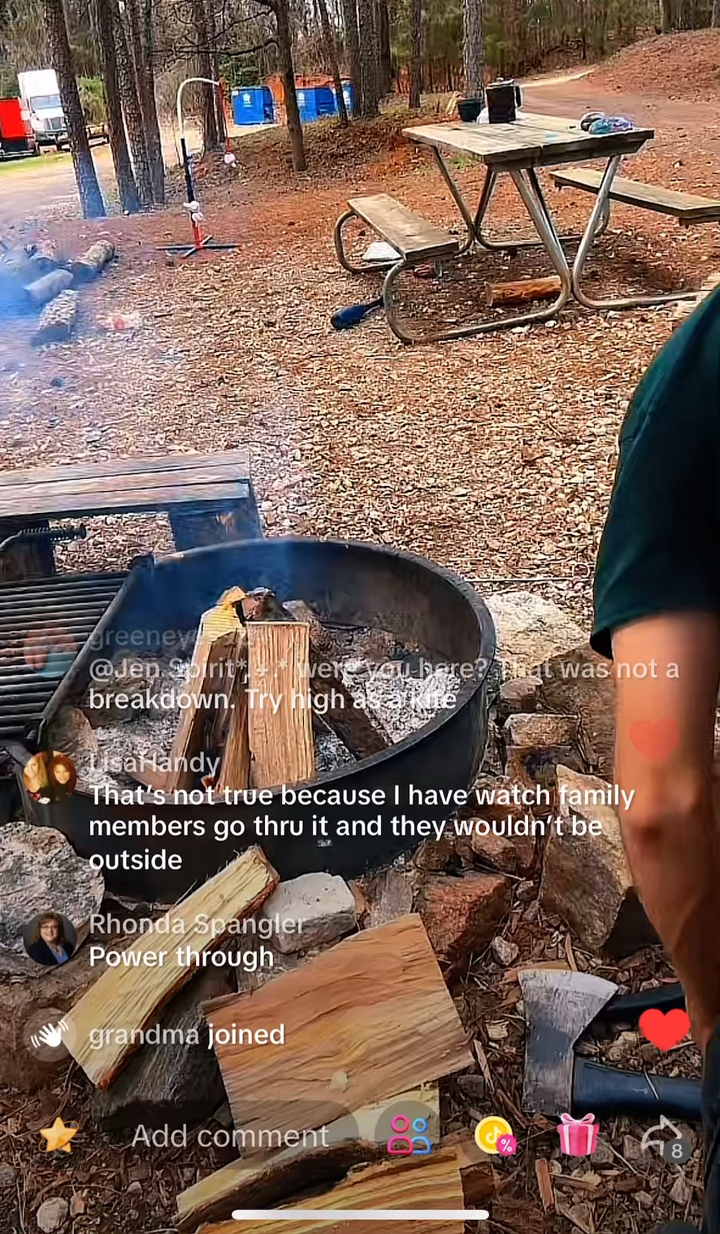 greeneye
@Jen Spirit*.+.* were you here? That was not a
breakdown. Try high as a kite
LisaHandy
That's not true because I have watch family
members go thru it and they wouldn't be
outside
Rhonda Spangler
Power through
grandma joined
Add comment
%
8